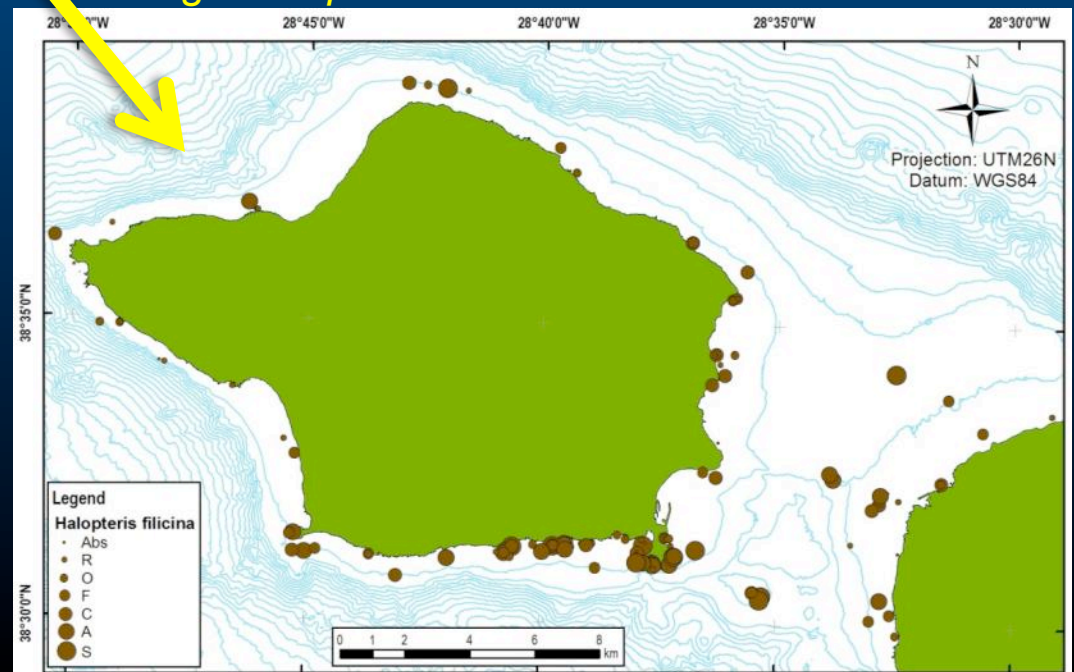 28°45'0"W
28°40'0"W
28°35'0"W
28°30'0"W
N
Projection: UTM26N
Datum: WGS84
38°35'0"N
38°30'0"N
Legend
Halopteris filicina
Abs
R
O
F
C
A
S
0 1 2 4 6 8
km